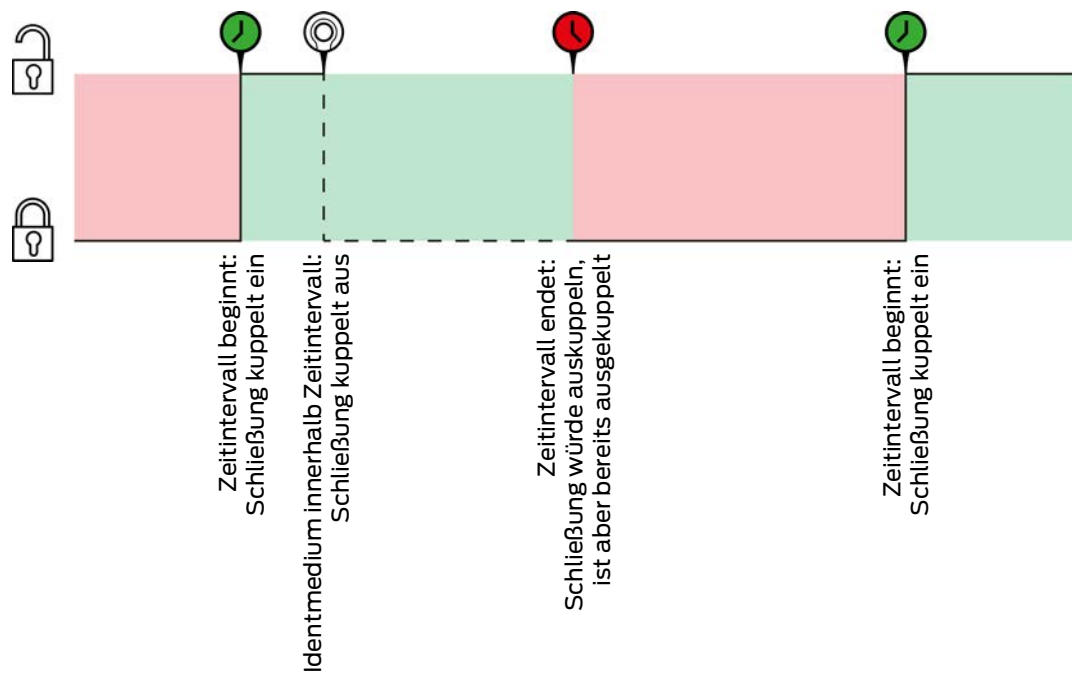 Zeitintervall beginnt:
Schließung kuppelt ein
Identmedium innerhalb Zeitintervall:
Schließung kuppelt aus
Zeitintervall endet:
Schließung würde auskuppeln,
ist aber bereits ausgekuppelt
Zeitintervall beginnt:
Schließung kuppelt ein